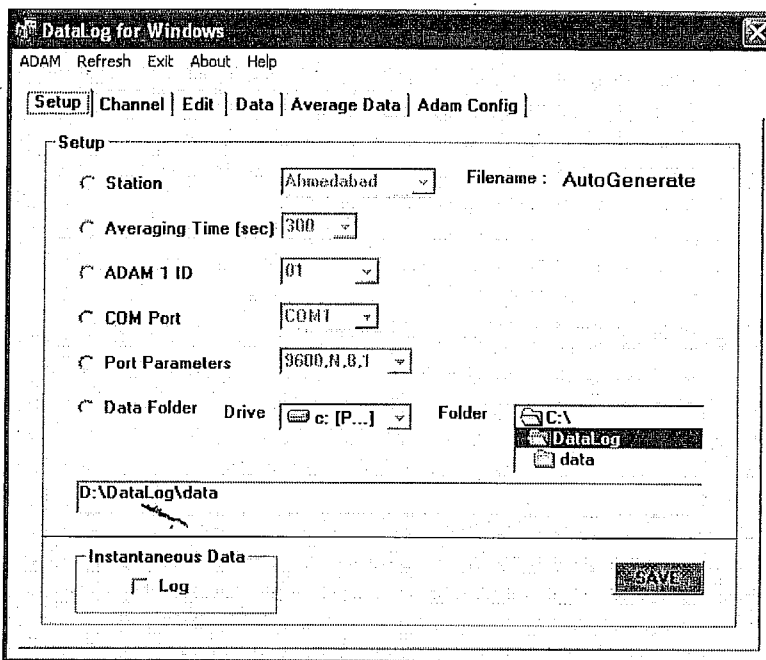 DataLog for Windows
ADAM Refresh Exit About Help
Setup Channel Edit Data Average Data Adam Config
Setup
Station Ahmedabad Filename : AutoGenerate
Averaging Time (sec) 300
ADAM 1 ID 01
COM Port COM1
Port Parameters 9600,N,8,1
Data Folder Drive c: [P...] Folder C:\
DataLog
data
D:\DataLog\data
Instantaneous Data
Log
SAVE